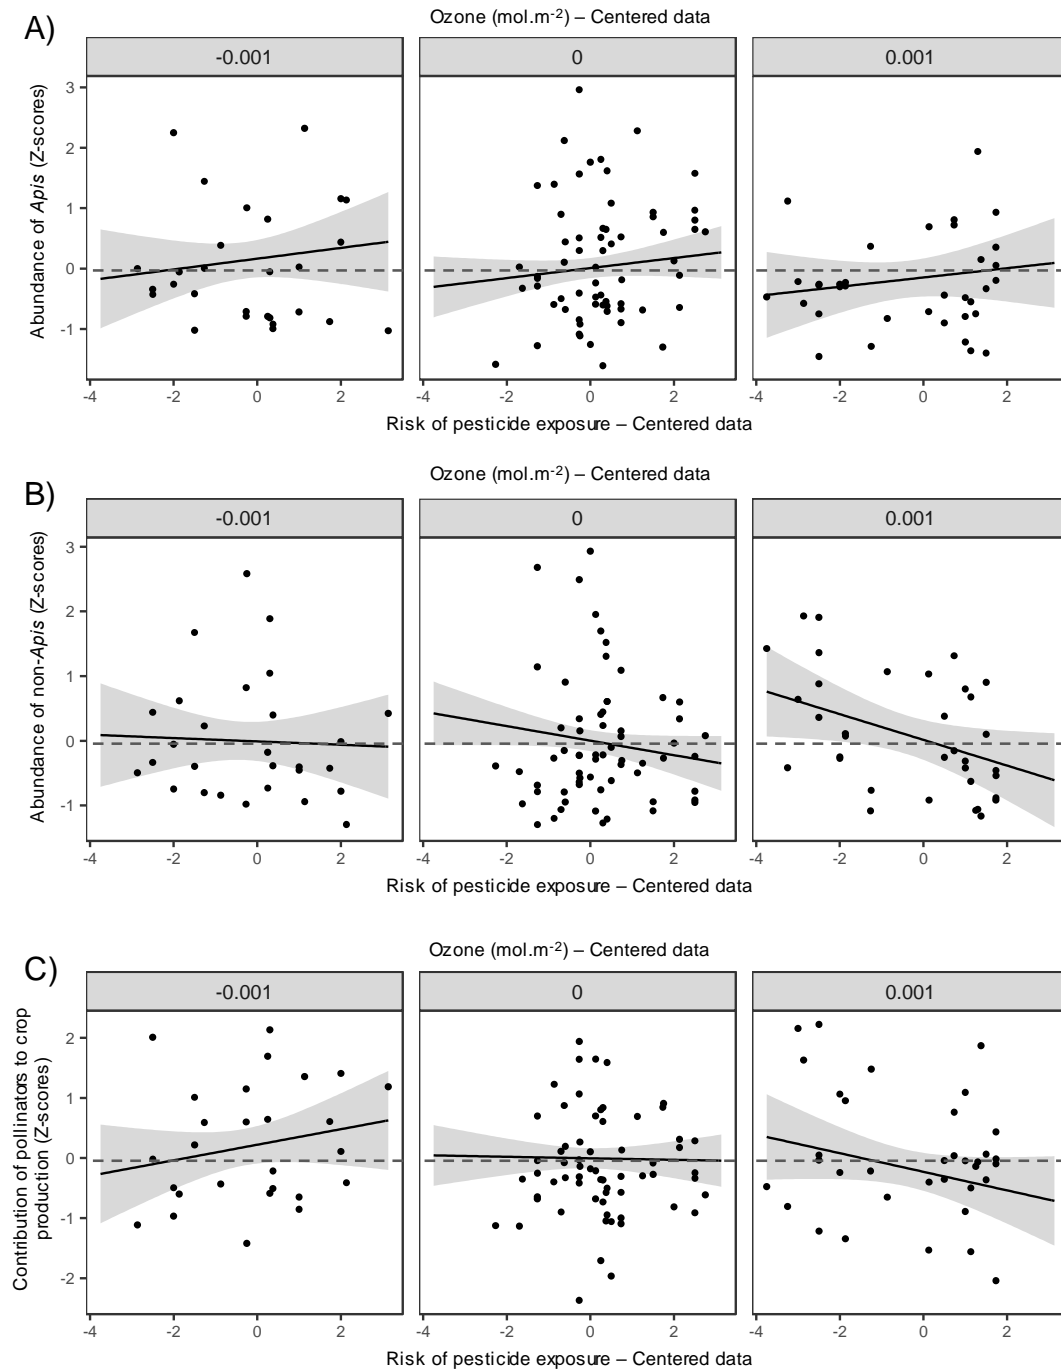 A)
Ozone (mol.m-2) – Centered data
-0.001 0 0.001
Abundance of Apis (Z-scores)
3
2
1
0
-1
-4 -2 0 2 -4 -2 0 2 -4 -2 0 2
Risk of pesticide exposure – Centered data
B)
Ozone (mol.m-2) – Centered data
-0.001 0 0.001
Abundance of non-Apis (Z-scores)
3
2
1
0
-1
-4 -2 0 2 -4 -2 0 2 -4 -2 0 2
Risk of pesticide exposure – Centered data
C)
Ozone (mol.m-2) – Centered data
-0.001 0 0.001
Contribution of pollinators to crop
production (Z-scores)
2
1
0
-1
-2
-4 -2 0 2 -4 -2 0 2 -4 -2 0 2
Risk of pesticide exposure – Centered data